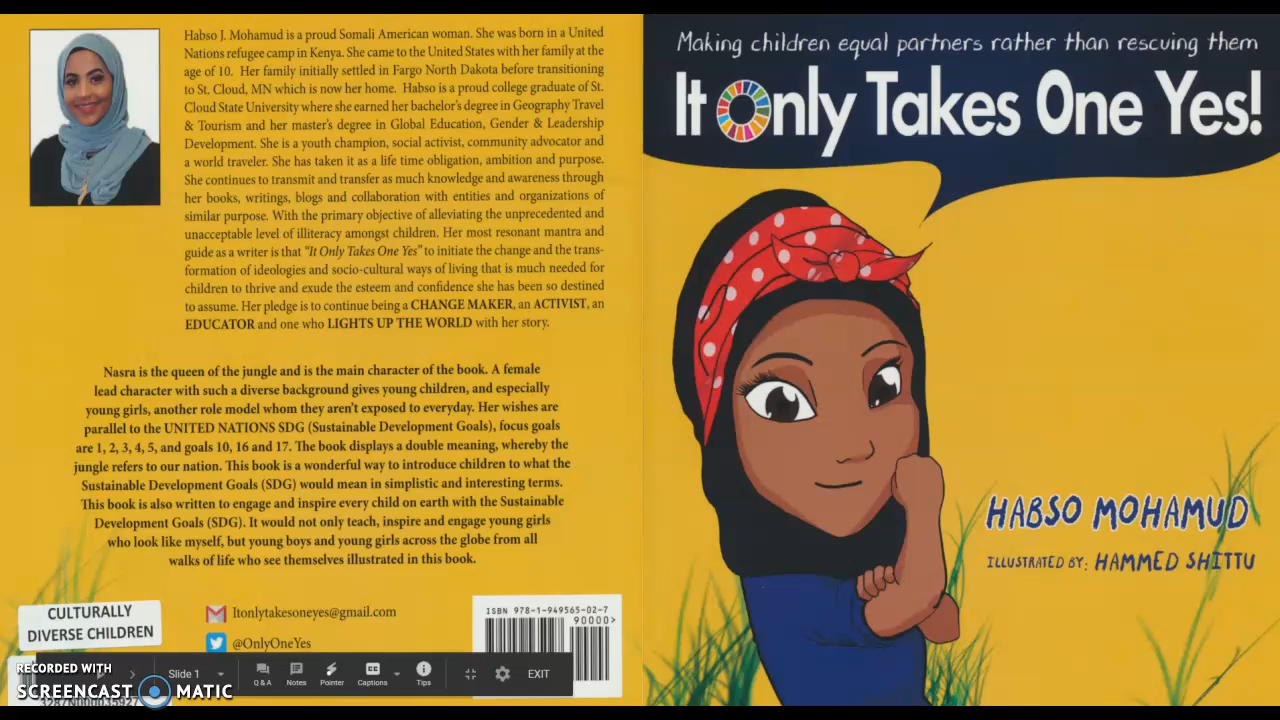 Habso J. Mohamud is a proud Somali American woman. She was born in a United
Nations refugee camp in Kenya. She came to the United States with her family at the
age of 10. Her family initially settled in Fargo North Dakota before transitioning
to St. Cloud, MN which is now her home. Habso is a proud college graduate of St.
Cloud State University where she earned her bachelor's degree in Geography Travel
& Tourism and her master's degree in Global Education, Gender & Leadership
Development. She is a youth champion, social activist, community advocator and
a world traveler. She has taken it as a life time obligation, ambition and purpose.
She continues to transmit and transfer as much knowledge and awareness through
her books, writings, blogs and collaboration with entities and organizations of
similar purpose. With the primary objective of alleviating the unprecedented and
unacceptable level of illiteracy amongst children. Her most resonant mantra and
guide as a writer is that "It Only Takes One Yes" to initiate the change and the trans-
formation of ideologies and socio-cultural ways of living that is much needed for
children to thrive and exude the esteem and confidence she has been so destined
to assume. Her pledge is to continue being a CHANGE MAKER, an ACTIVIST, an
EDUCATOR and one who LIGHTS UP THE WORLD with her story.
Nasra is the queen of the jungle and is the main character of the book. A female
lead character with such a diverse background gives young children, and especially
young girls, another role model whom they aren't exposed to everyday. Her wishes are
parallel to the UNITED NATIONS SDG (Sustainable Development Goals), focus goals
are 1, 2, 3, 4, 5, and goals 10, 16 and 17. The book displays a double meaning, whereby the
jungle refers to our nation. This book is a wonderful way to introduce children to what the
Sustainable Development Goals (SDG) would mean in simplistic and interesting terms.
This book is also written to engage and inspire every child on earth with the Sustainable
Development Goals (SDG). It would not only teach, inspire and engage young girls
who look like myself, but young boys and young girls across the globe from all
walks of life who see themselves illustrated in this book.
CULTURALLY
DIVERSE CHILDREN
Itonlytakesoneyes@gmail.com
@OnlyOneYes
ISBN 978-1-949565-02-7
90000>
Making children equal partners rather than rescuing them
It Only Takes One Yes!
HABSO MOHAMUD
ILLUSTRATED BY: HAMMED SHITTU
Slide 1
Q & A
Notes
Pointer
Captions
Tips
EXIT
RECORDED WITH
SCREENCAST MATIC